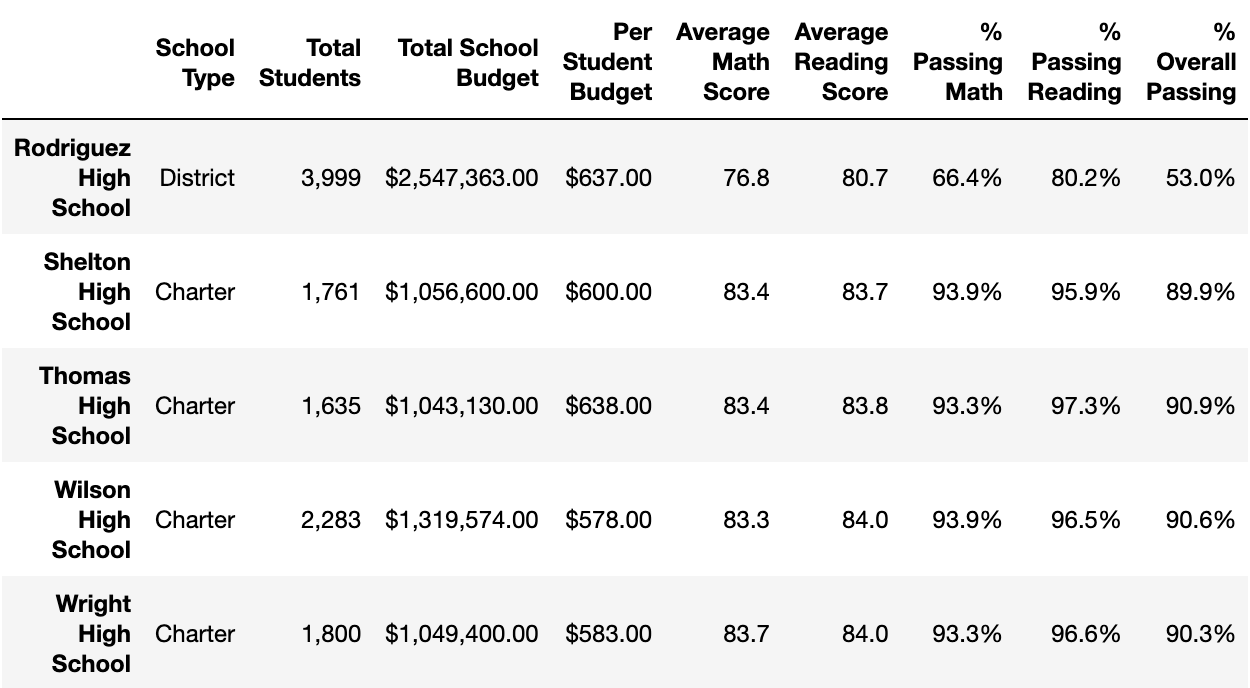 School Type Total Students Total School Budget Per Student Budget Average Math Score Average Reading Score % Passing Math % Passing Reading % Overall Passing
Rodriguez High School District 3,999 $2,547,363.00 $637.00 76.8 80.7 66.4% 80.2% 53.0%
Shelton High School Charter 1,761 $1,056,600.00 $600.00 83.4 83.7 93.9% 95.9% 89.9%
Thomas High School Charter 1,635 $1,043,130.00 $638.00 83.4 83.8 93.3% 97.3% 90.9%
Wilson High School Charter 2,283 $1,319,574.00 $578.00 83.3 84.0 93.9% 96.5% 90.6%
Wright High School Charter 1,800 $1,049,400.00 $583.00 83.7 84.0 93.3% 96.6% 90.3%